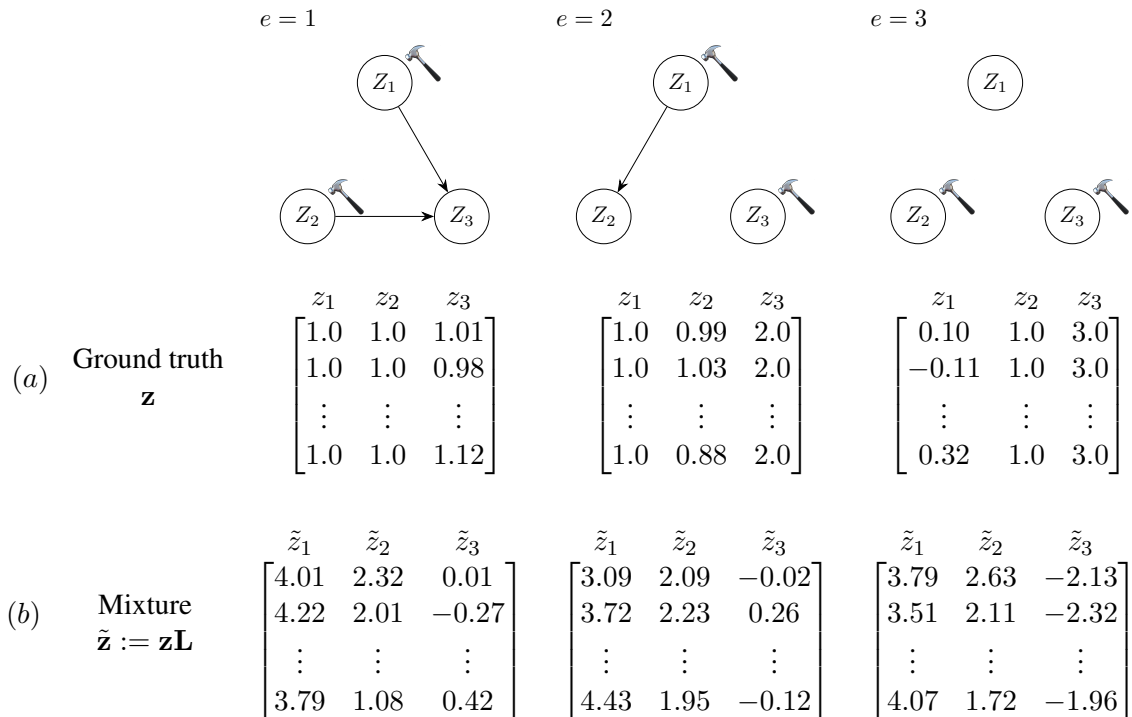 e = 1 e = 2 e = 3
Z₁ Z₁ Z₁
Z₂ Z₃ Z₂ Z₃ Z₂ Z₃
z₁ z₂ z₃ z₁ z₂ z₃ z₁ z₂ z₃
1.0 1.0 1.01 1.0 0.99 2.0 0.10 1.0 3.0
(a) Ground truth z
1.0 1.0 0.98 1.0 1.03 2.0 −0.11 1.0 3.0
⋮ ⋮ ⋮ ⋮ ⋮ ⋮ ⋮ ⋮ ⋮
1.0 1.0 1.12 1.0 0.88 2.0 0.32 1.0 3.0
z̃₁ z̃₂ z̃₃ z̃₁ z̃₂ z̃₃ z̃₁ z̃₂ z̃₃
4.01 2.32 0.01 3.09 2.09 −0.02 3.79 2.63 −2.13
(b) Mixture
z̃ := zL
4.22 2.01 −0.27 3.72 2.23 0.26 3.51 2.11 −2.32
⋮ ⋮ ⋮ ⋮ ⋮ ⋮ ⋮ ⋮ ⋮
3.79 1.08 0.42 4.43 1.95 −0.12 4.07 1.72 −1.96